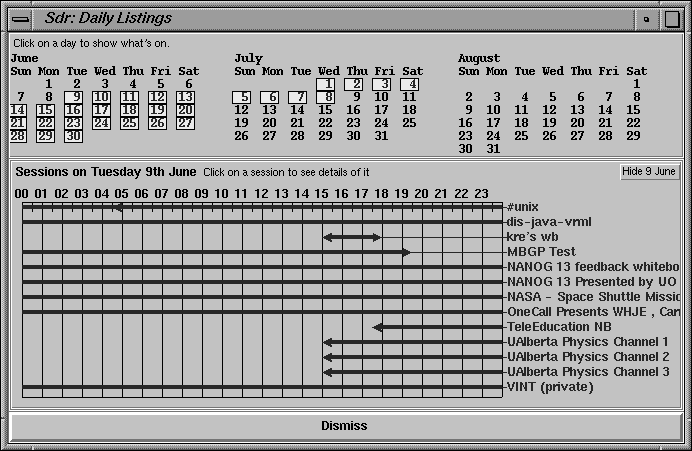 Sdr: Daily Listings
Click on a day to show what's on.
June July August
Sun Mon Tue Wed Thu Fri Sat Sun Mon Tue Wed Thu Fri Sat Sun Mon Tue Wed Thu Fri Sat
1 2 3 4 5 6 1 2 3 4 1
7 8 9 10 11 12 13 5 6 7 8 9 10 11 2 3 4 5 6 7 8
14 15 16 17 18 19 20 12 13 14 15 16 17 18 9 10 11 12 13 14 15
21 22 23 24 25 26 27 19 20 21 22 23 24 25 16 17 18 19 20 21 22
28 29 30 26 27 28 29 30 31 23 24 25 26 27 28 29
30 31
Sessions on Tuesday 9th June Click on a session to see details of it Hide 9 June
00 01 02 03 04 05 06 07 08 09 10 11 12 13 14 15 16 17 18 19 20 21 22 23
#unix
dis-java-vrml
kre's wb
MBGP Test
NANOG 13 feedback whitebo
NANOG 13 Presented by UO
NASA - Space Shuttle Missio
OneCall Presents WHJE , Car
TeleEducation NB
UAlberta Physics Channel 1
UAlberta Physics Channel 2
UAlberta Physics Channel 3
VINT (private)
Dismiss